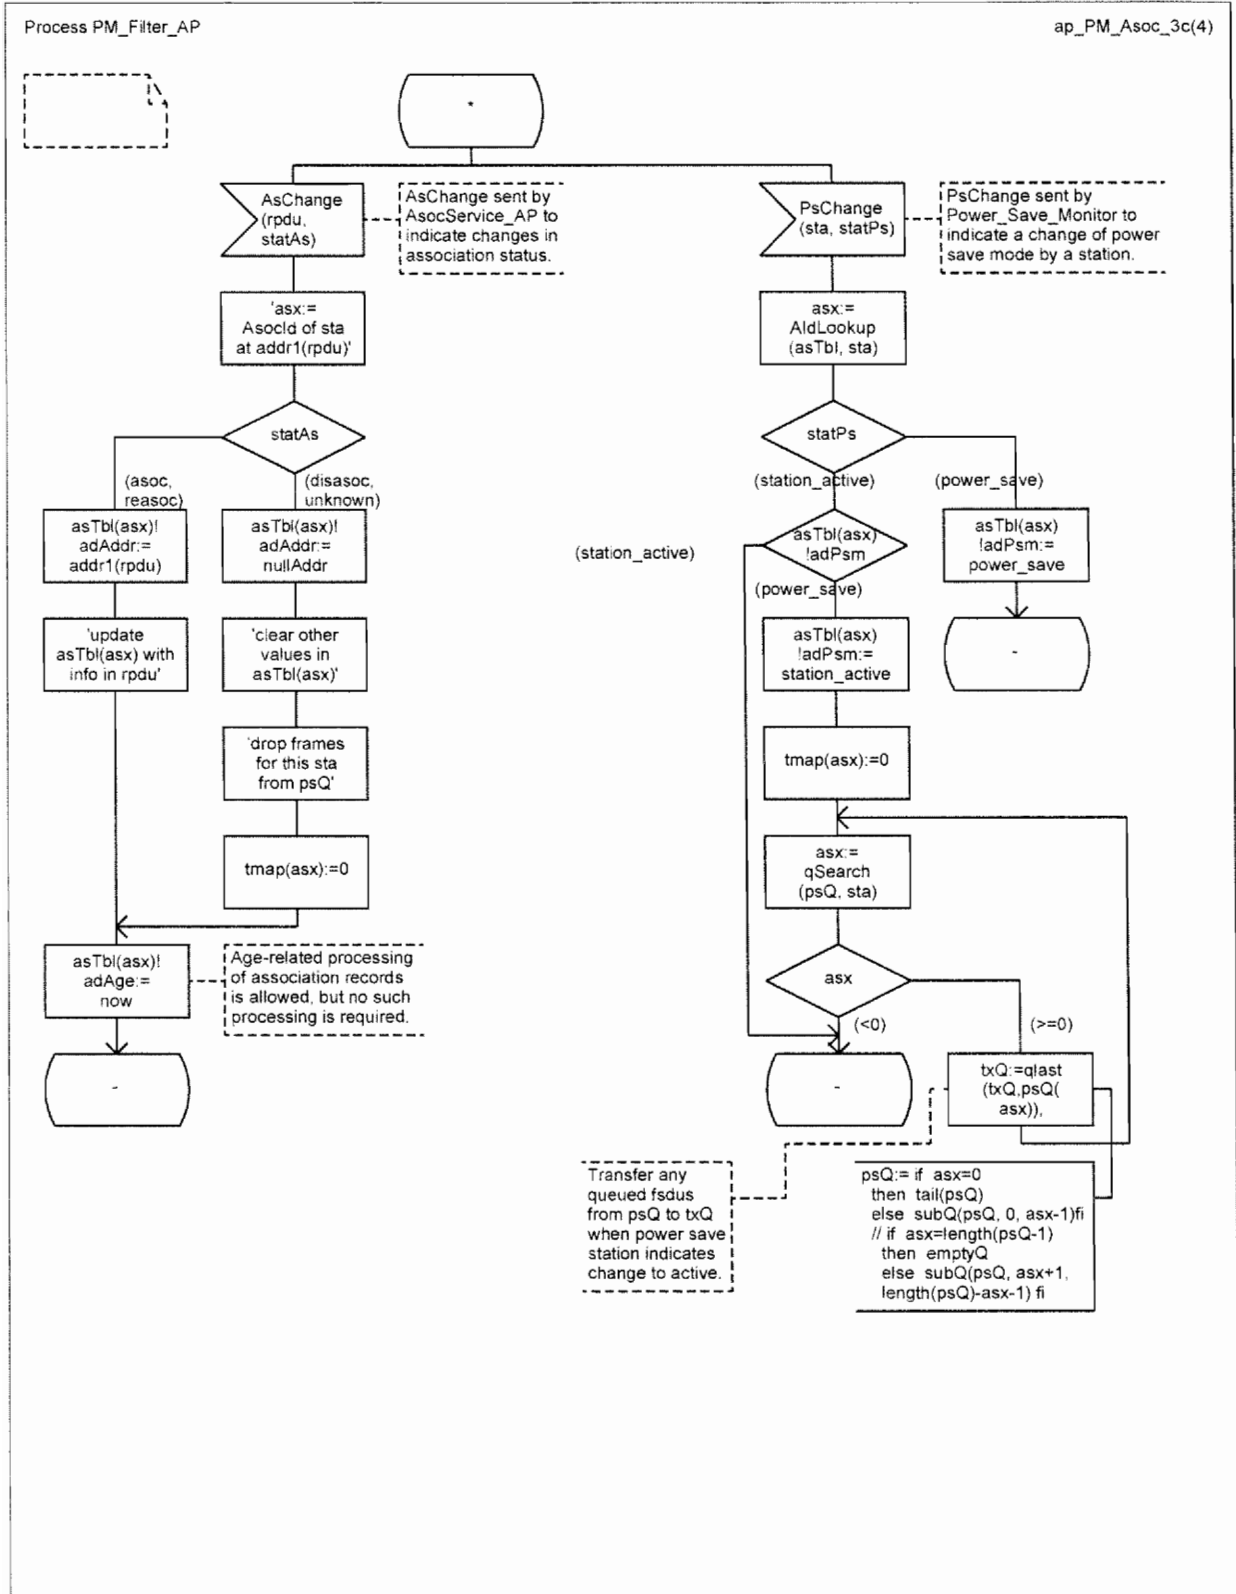 Process PM_Filter_AP
ap_PM_Asoc_3c(4)
*
AsChange
(rpdu,
statAs)
AsChange sent by
AsocService_AP to
indicate changes in
association status.
PsChange
(sta, statPs)
PsChange sent by
Power_Save_Monitor to
indicate a change of power
save mode by a station.
'asx:=
AsocId of sta
at addr1(rpdu)'
asx:=
AIdLookup
(asTbl, sta)
statAs
statPs
(asoc,
reasoc)
(disasoc,
unknown)
(station_active)
(power_save)
asTbl(asx)!
adAddr:=
addr1(rpdu)
asTbl(asx)!
adAddr:=
nullAddr
(station_active)
asTbl(asx)
!adPsm
asTbl(asx)
!adPsm:=
power_save
(power_save)
'update
asTbl(asx) with
info in rpdu'
'clear other
values in
asTbl(asx)'
asTbl(asx)
!adPsm:=
station_active
-
'drop frames
for this sta
from psQ'
tmap(asx):=0
tmap(asx):=0
asx:=
qSearch
(psQ, sta)
asTbl(asx)!
adAge:=
now
Age-related processing
of association records
is allowed, but no such
processing is required.
asx
(<0)
(>=0)
-
-
txQ:=qlast
(txQ,psQ(
asx)),
Transfer any
queued fsdus
from psQ to txQ
when power save
station indicates
change to active.
psQ:= if asx=0
then tail(psQ)
else subQ(psQ, 0, asx-1)fi
// if asx=length(psQ-1)
then emptyQ
else subQ(psQ, asx+1,
length(psQ)-asx-1) fi